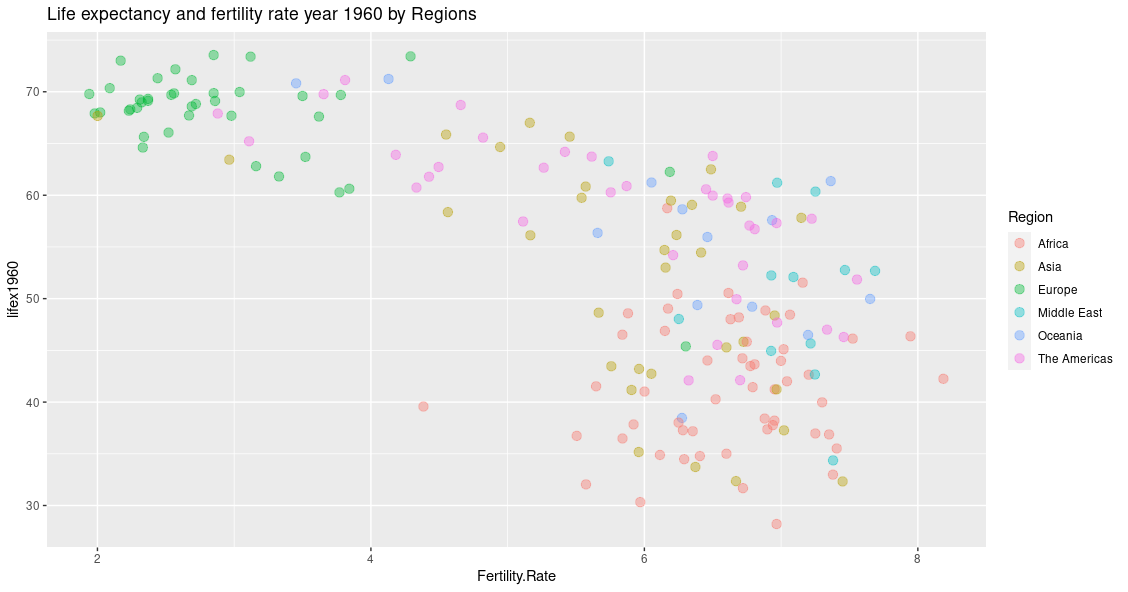 Life expectancy and fertility rate year 1960 by Regions
70
60
50
40
30
lifex1960
2 4 6 8
Fertility.Rate
Region
Africa
Asia
Europe
Middle East
Oceania
The Americas